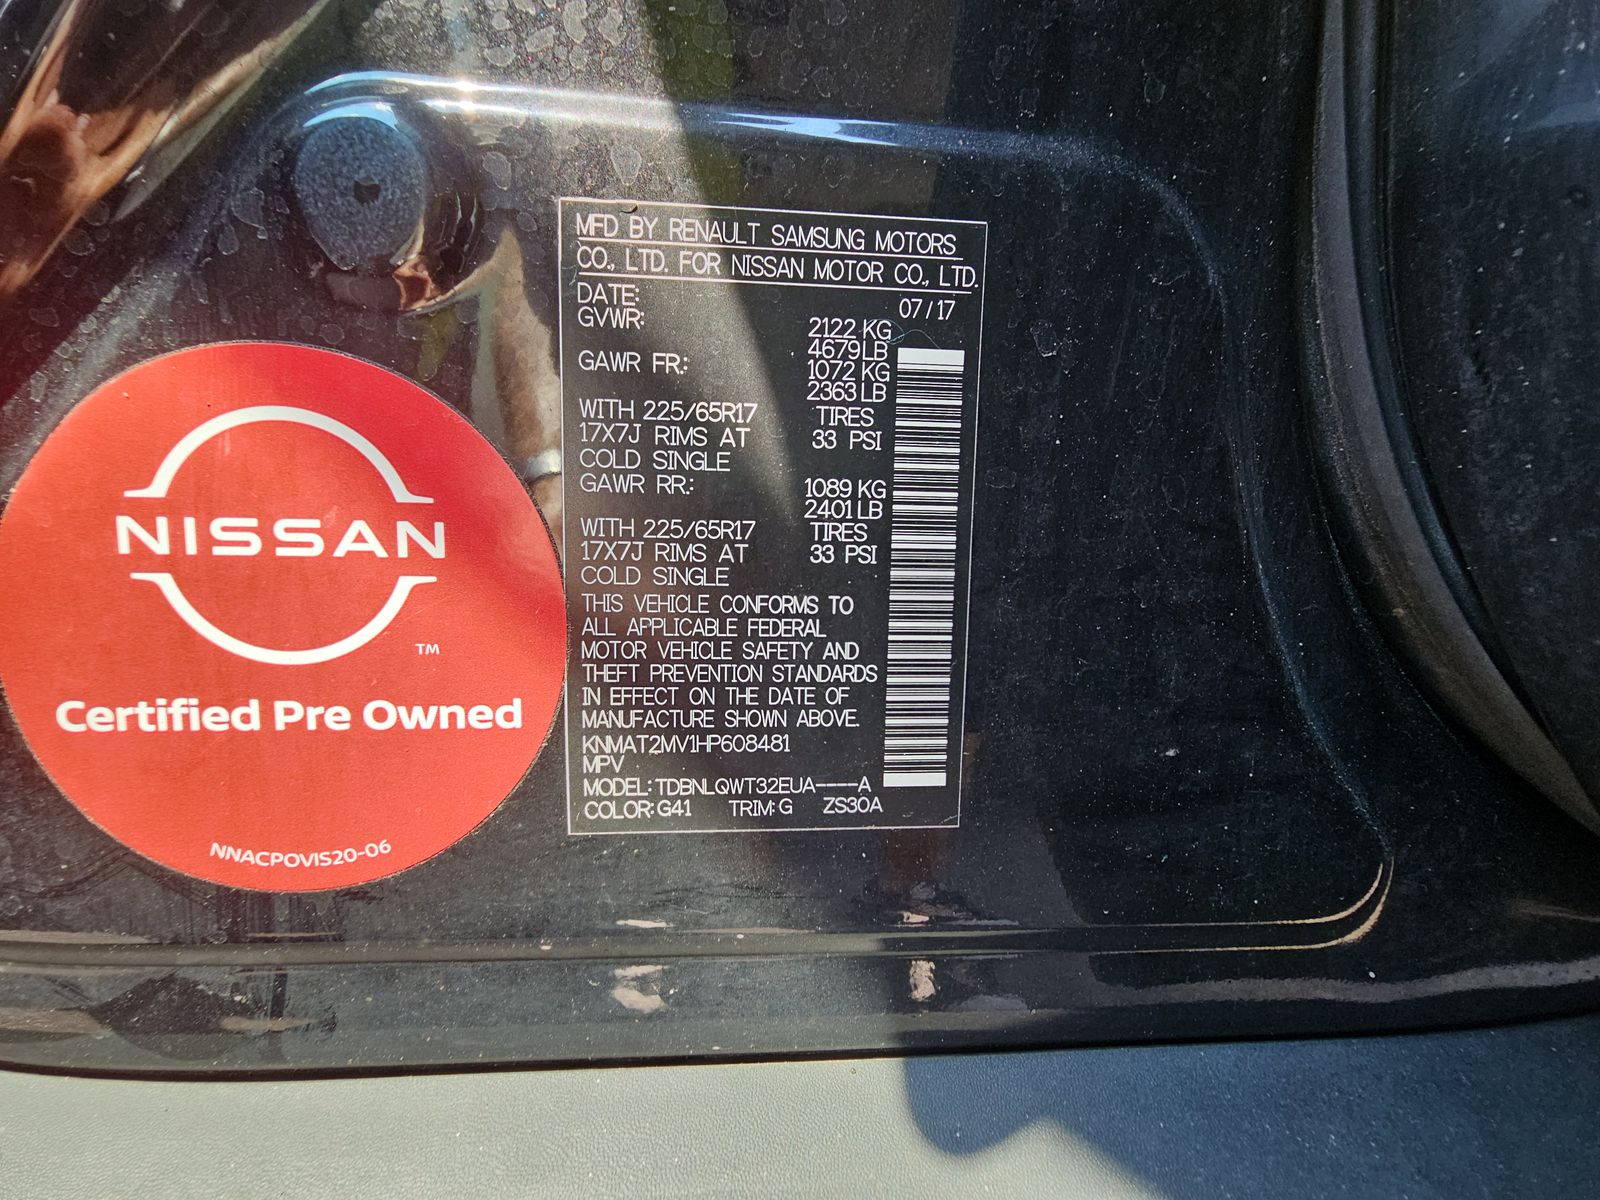 MFD BY RENAULT SAMSUNG MOTORS
CO., LTD. FOR NISSAN MOTOR CO., LTD.
DATE: 07/17
GVWR: 2122 KG
4679 LB
GAWR FR.: 1072 KG
2363 LB
WITH 225/65R17 TIRES
17X7J RIMS AT 33 PSI
COLD SINGLE
GAWR RR.: 1089 KG
2401 LB
WITH 225/65R17 TIRES
17X7J RIMS AT 33 PSI
COLD SINGLE
THIS VEHICLE CONFORMS TO
ALL APPLICABLE FEDERAL
MOTOR VEHICLE SAFETY AND
THEFT PREVENTION STANDARDS
IN EFFECT ON THE DATE OF
MANUFACTURE SHOWN ABOVE.
KNMAT2MV1HP608481
MPV
MODEL: TDBNLQWT32EUA----A
COLOR: G41 TRIM: G ZS30A
NISSAN
TM
Certified Pre Owned
NNACPOVIS20-06